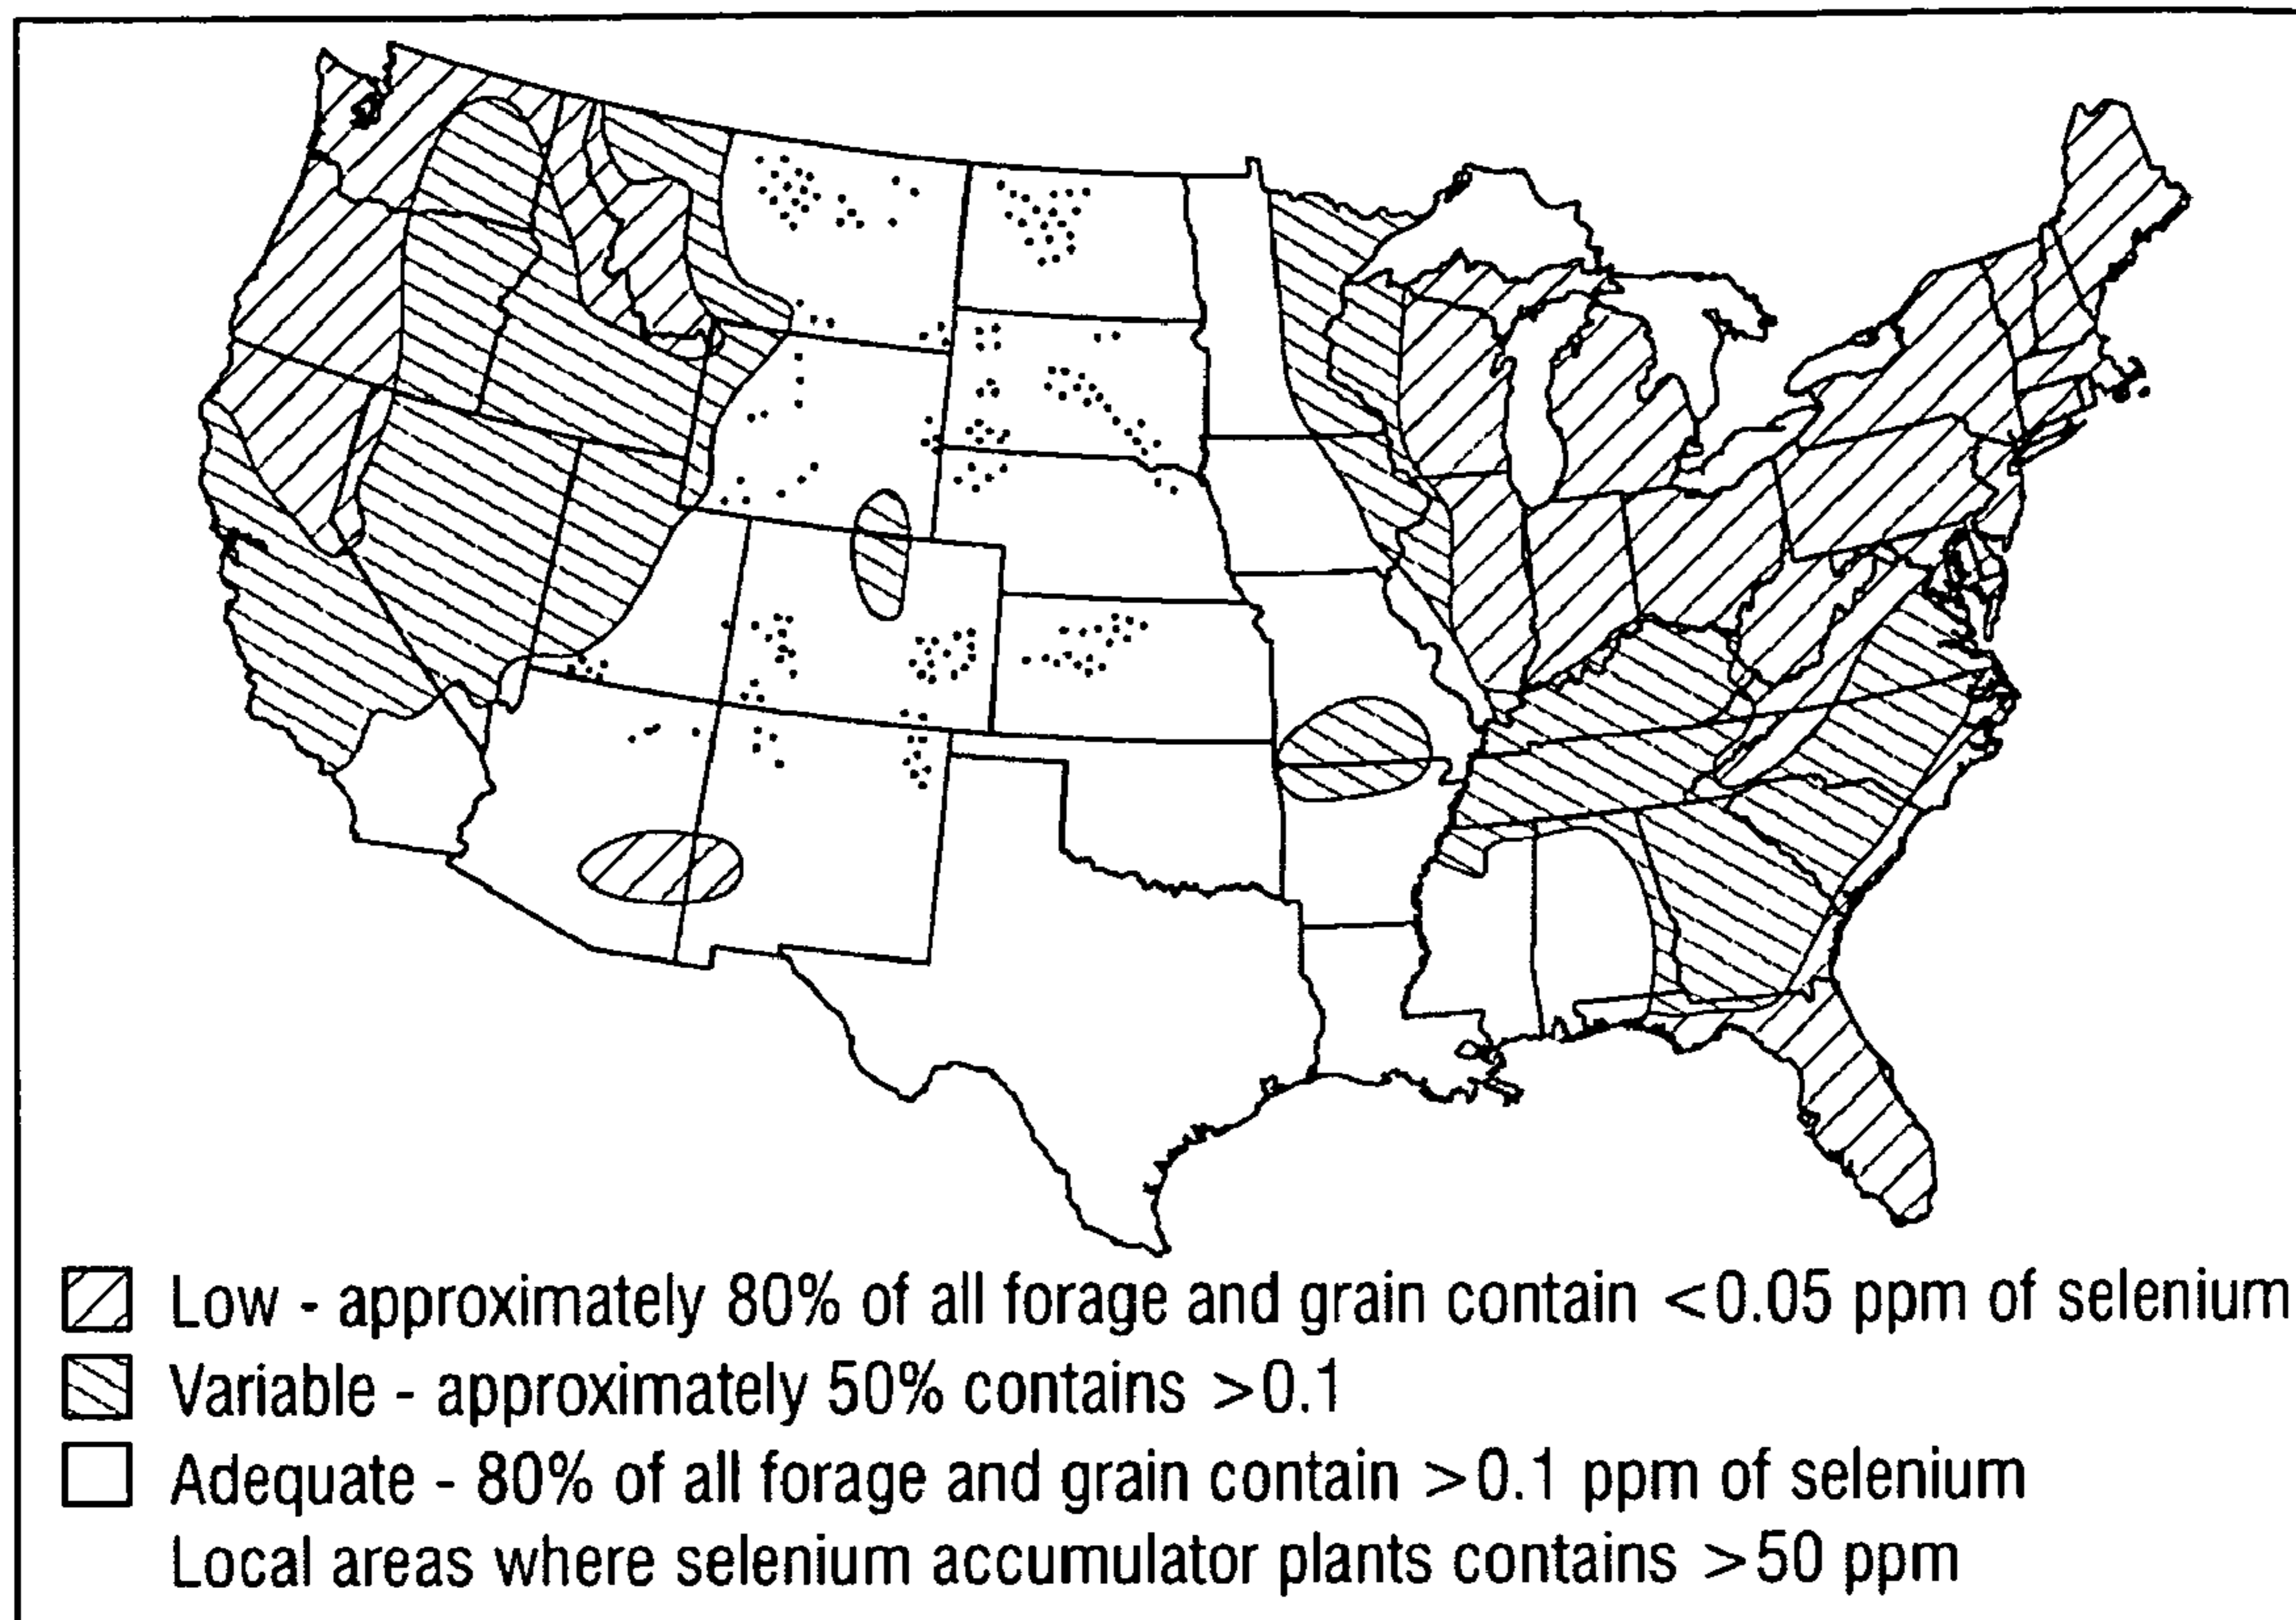 Low - approximately 80% of all forage and grain contain <0.05 ppm of selenium
Variable - approximately 50% contains >0.1
Adequate - 80% of all forage and grain contain >0.1 ppm of selenium
Local areas where selenium accumulator plants contains >50 ppm